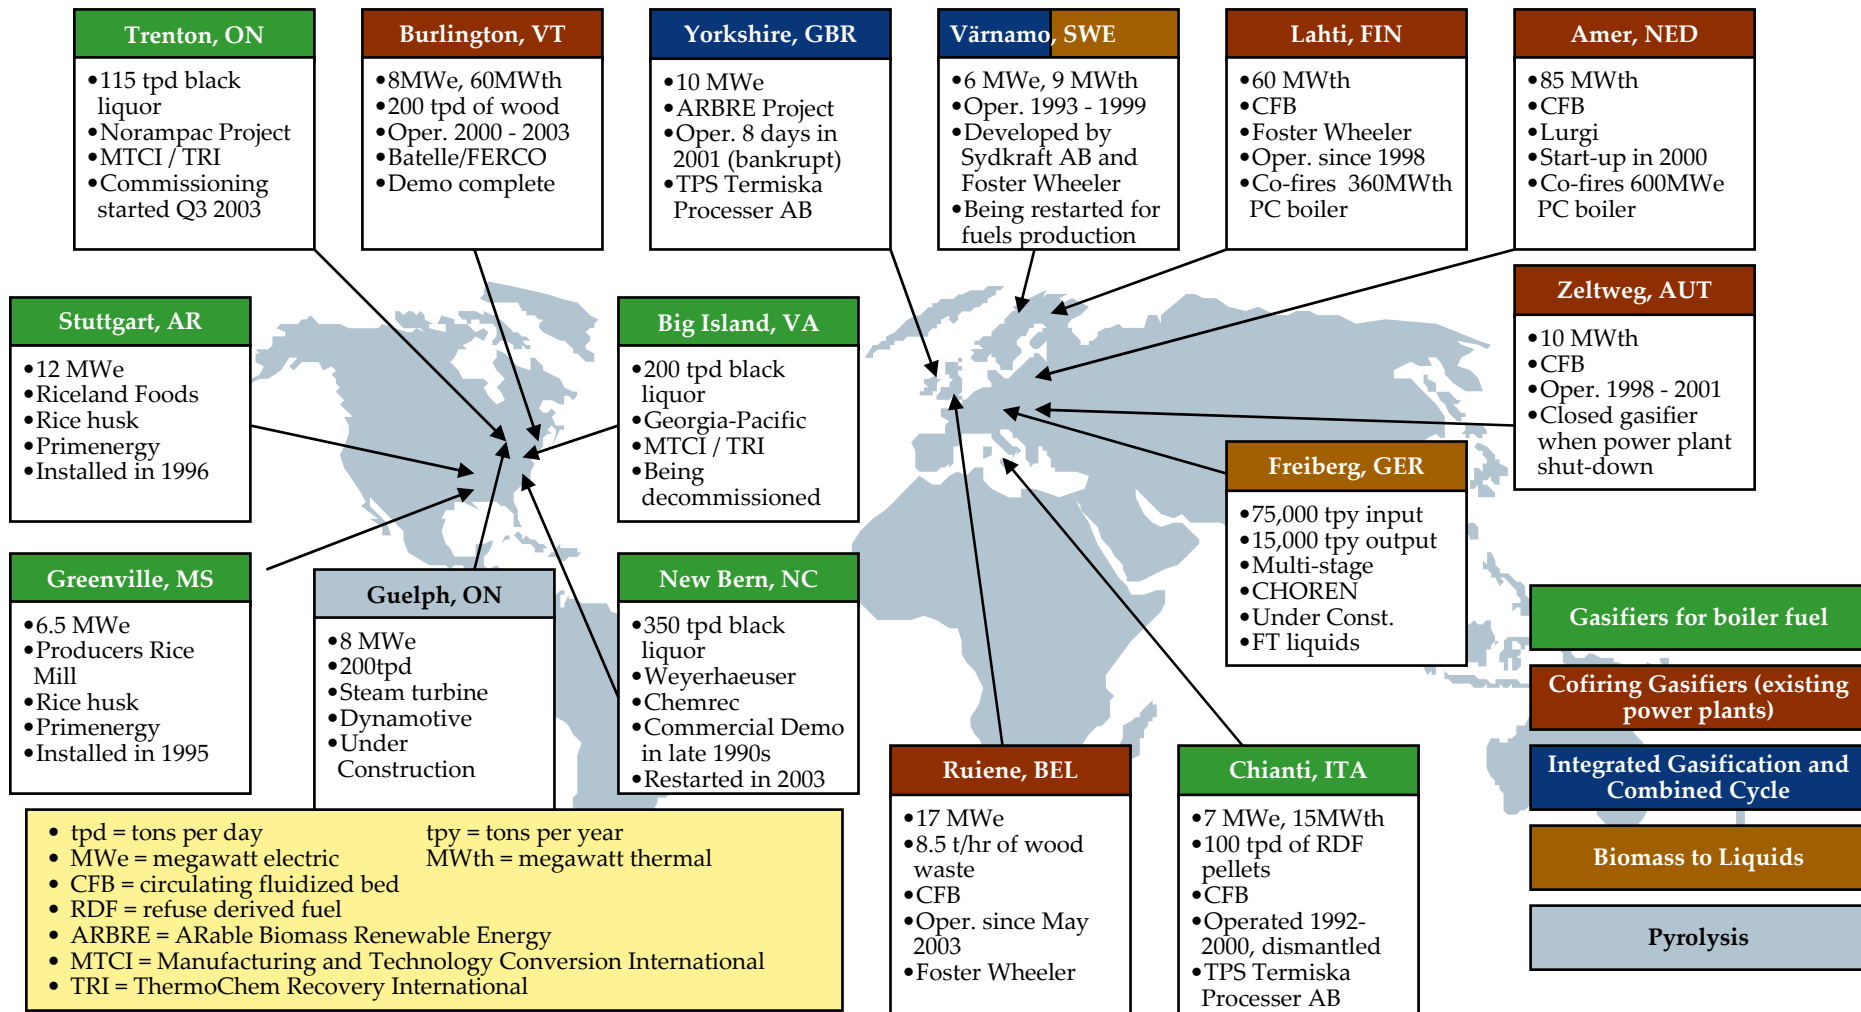 Trenton, ON
•115 tpd black
liquor
•Norampac Project
•MTCI / TRI
•Commissioning
started Q3 2003
Burlington, VT
•8MWe, 60MWth
•200 tpd of wood
•Oper. 2000 - 2003
•Batelle/FERCO
•Demo complete
Yorkshire, GBR
•10 MWe
•ARBRE Project
•Oper. 8 days in
2001 (bankrupt)
•TPS Termiska
Processer AB
Värnamo, SWE
•6 MWe, 9 MWth
•Oper. 1993 - 1999
•Developed by
Sydkraft AB and
Foster Wheeler
•Being restarted for
fuels production
Lahti, FIN
•60 MWth
•CFB
•Foster Wheeler
•Oper. since 1998
•Co-fires 360MWth
PC boiler
Amer, NED
•85 MWth
•CFB
•Lurgi
•Start-up in 2000
•Co-fires 600MWe
PC boiler
Stuttgart, AR
•12 MWe
•Riceland Foods
•Rice husk
•Primenergy
•Installed in 1996
Big Island, VA
•200 tpd black
liquor
•Georgia-Pacific
•MTCI / TRI
•Being
decommissioned
Zeltweg, AUT
•10 MWth
•CFB
•Oper. 1998 - 2001
•Closed gasifier
when power plant
shut-down
Freiberg, GER
•75,000 tpy input
•15,000 tpy output
•Multi-stage
•CHOREN
•Under Const.
•FT liquids
Greenville, MS
•6.5 MWe
•Producers Rice
Mill
•Rice husk
•Primenergy
•Installed in 1995
Guelph, ON
•8 MWe
•200tpd
•Steam turbine
•Dynamotive
•Under
Construction
New Bern, NC
•350 tpd black
liquor
•Weyerhaeuser
•Chemrec
•Commercial Demo
in late 1990s
•Restarted in 2003
Ruiene, BEL
•17 MWe
•8.5 t/hr of wood
waste
•CFB
•Oper. since May
2003
•Foster Wheeler
Chianti, ITA
•7 MWe, 15MWth
•100 tpd of RDF
pellets
•CFB
•Operated 1992-
2000, dismantled
•TPS Termiska
Processer AB
Gasifiers for boiler fuel
Cofiring Gasifiers (existing
power plants)
Integrated Gasification and
Combined Cycle
Biomass to Liquids
Pyrolysis
• tpd = tons per day tpy = tons per year
• MWe = megawatt electric MWth = megawatt thermal
• CFB = circulating fluidized bed
• RDF = refuse derived fuel
• ARBRE = ARable Biomass Renewable Energy
• MTCI = Manufacturing and Technology Conversion International
• TRI = ThermoChem Recovery International